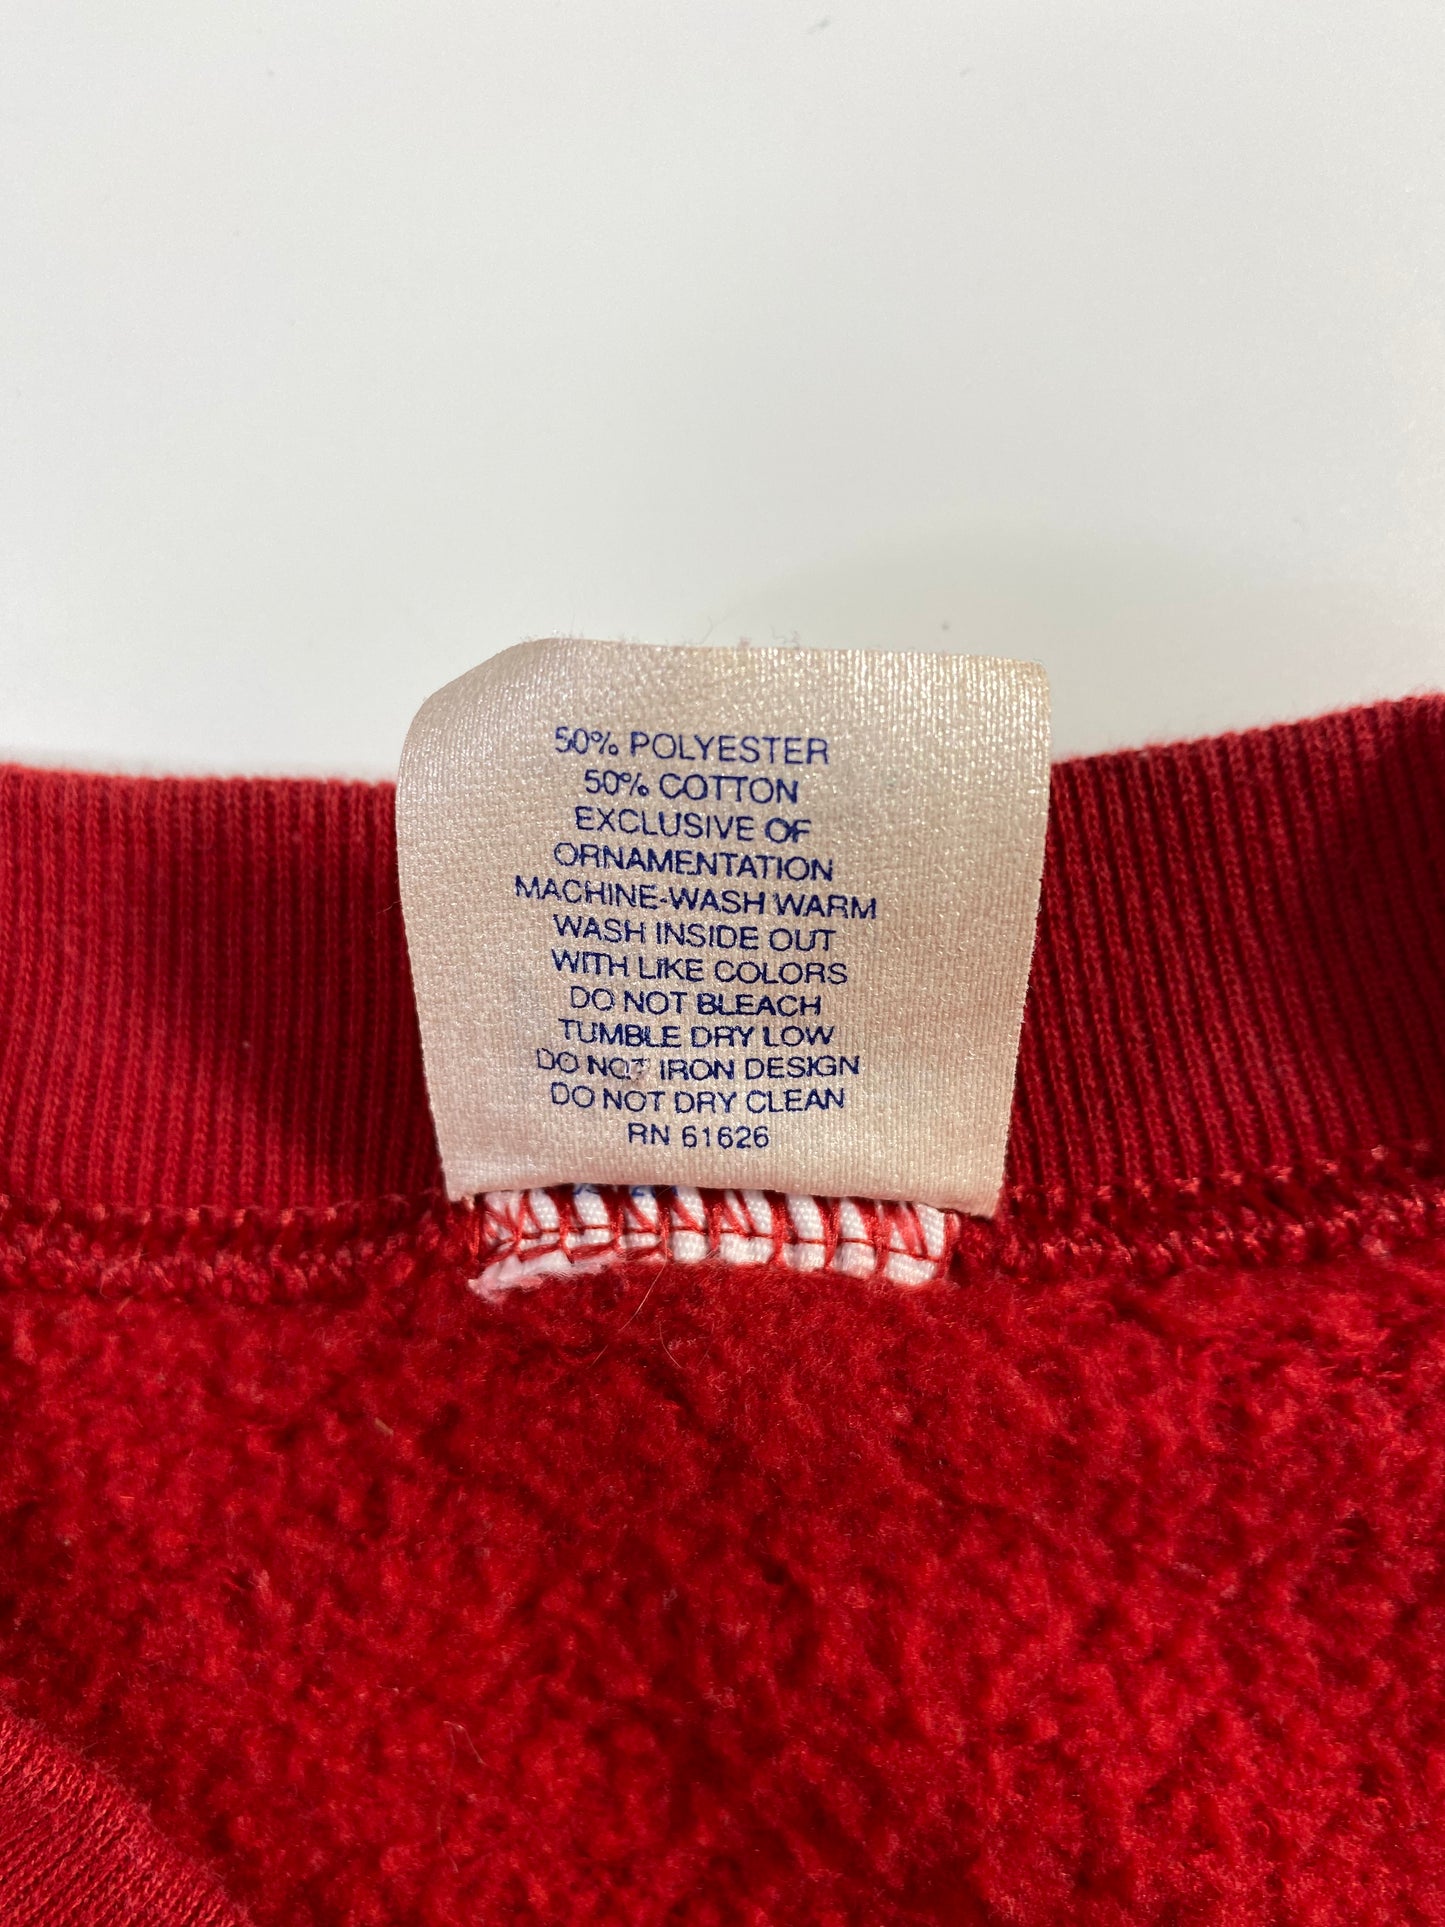 50% POLYESTER
50% COTTON
EXCLUSIVE OF
ORNAMENTATION
MACHINE-WASH WARM
WASH INSIDE OUT
WITH LIKE COLORS
DO NOT BLEACH
TUMBLE DRY LOW
DO NOT IRON DESIGN
DO NOT DRY CLEAN
RN 61626